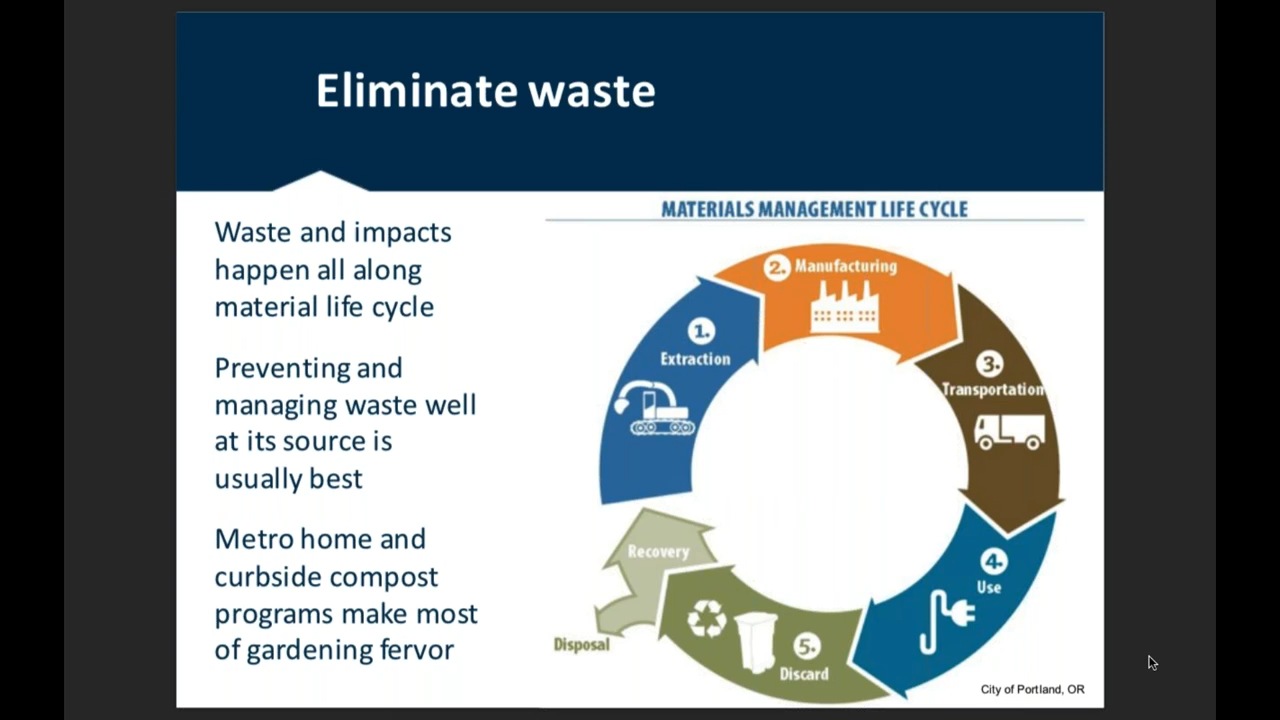 Eliminate waste
Waste and impacts
happen all along
material life cycle
Preventing and
managing waste well
at its source is
usually best
Metro home and
curbside compost
programs make most
of gardening fervor
MATERIALS MANAGEMENT LIFE CYCLE
1.
Extraction
2. Manufacturing
3.
Transportation
4.
Use
5.
Discard
Recovery
Disposal
City of Portland, OR